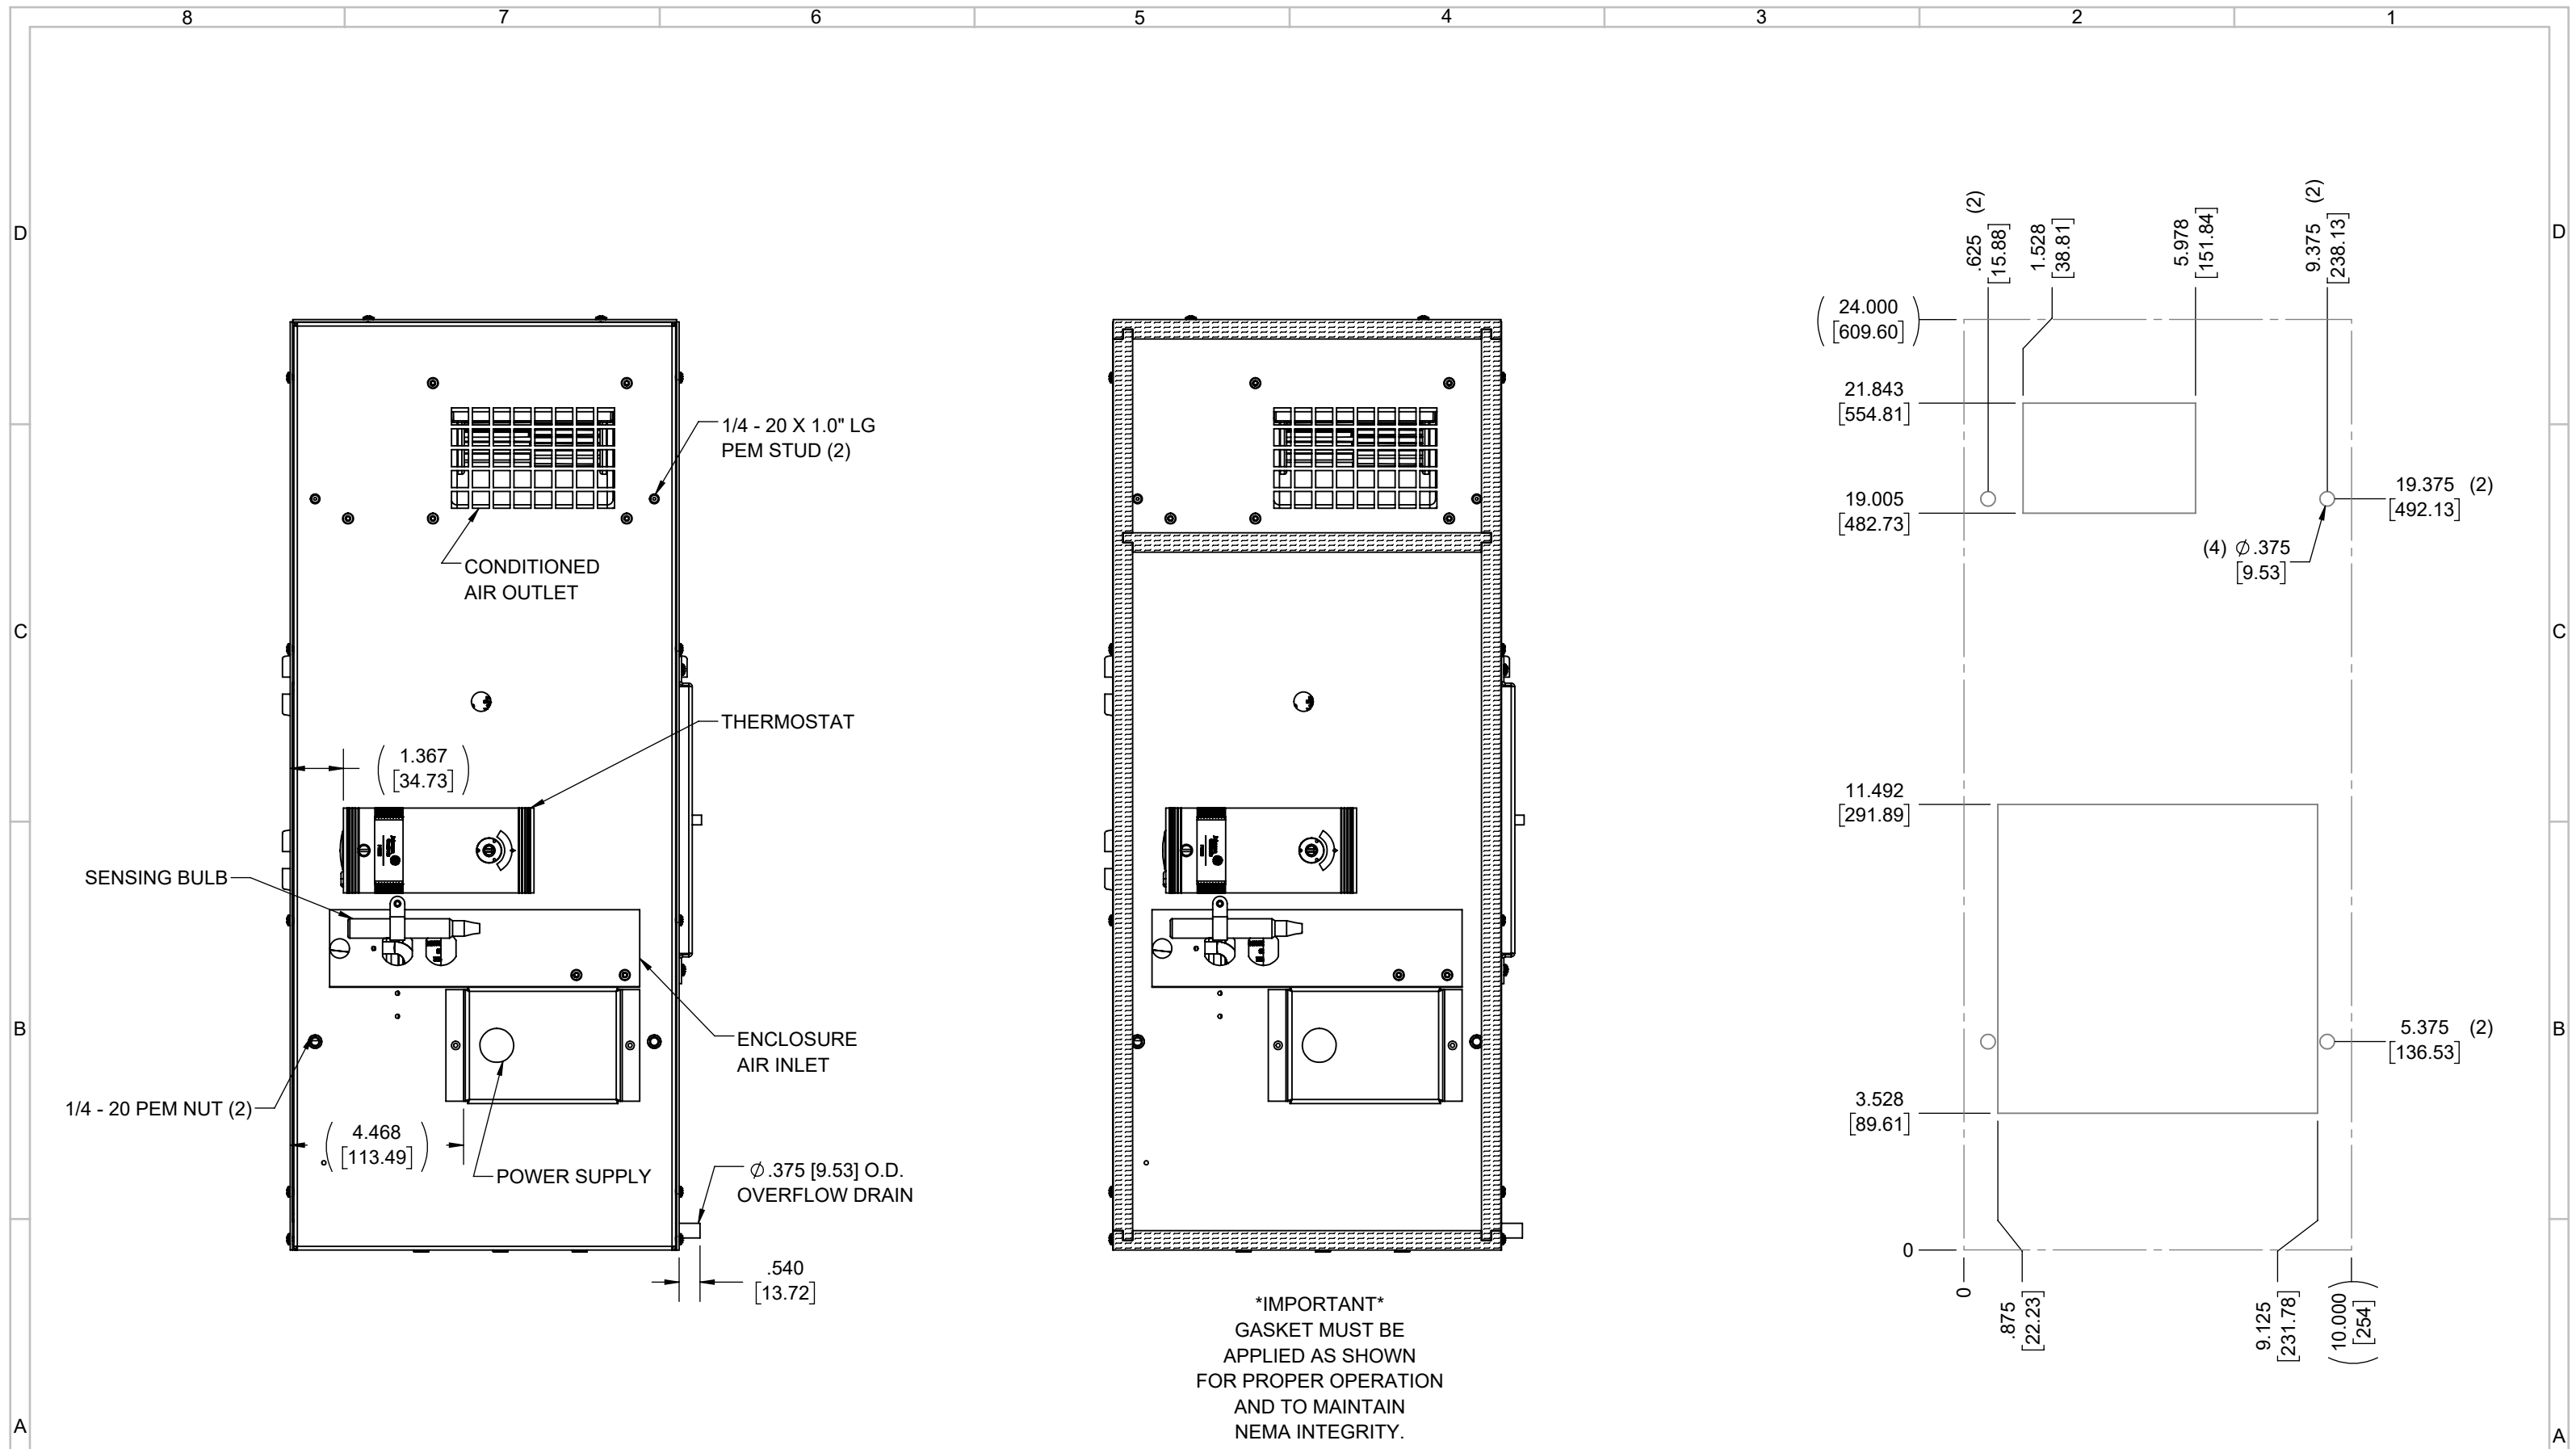 8 7 6 5 4 3 2 1
D
D
C
C
B
B
A
A
1/4 - 20 X 1.0" LG
PEM STUD (2)
CONDITIONED
AIR OUTLET
THERMOSTAT
1.367
[34.73]
SENSING BULB
ENCLOSURE
AIR INLET
1/4 - 20 PEM NUT (2)
4.468
[113.49]
POWER SUPPLY
Ø.375 [9.53] O.D.
OVERFLOW DRAIN
.540
[13.72]
*IMPORTANT*
GASKET MUST BE
APPLIED AS SHOWN
FOR PROPER OPERATION
AND TO MAINTAIN
NEMA INTEGRITY.
.625 (2)
[15.88]
1.528
[38.81]
5.978
[151.84]
9.375 (2)
[238.13]
(24.000)
[609.60]
21.843
[554.81]
19.005
[482.73]
19.375 (2)
[492.13]
(4) Ø.375
[9.53]
11.492
[291.89]
5.375 (2)
[136.53]
3.528
[89.61]
0
0
.875
[22.23]
9.125
[231.78]
(10.000)
[254]